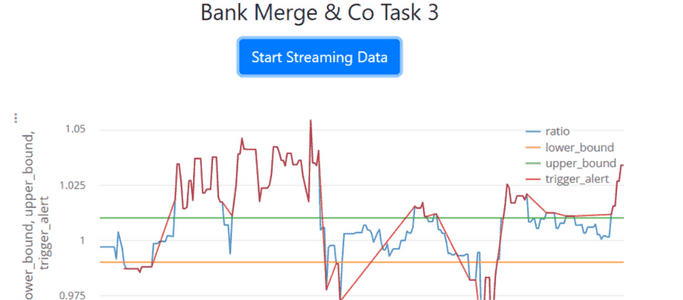 Bank Merge & Co Task 3
Start Streaming Data
ower_bound, upper_bound,
trigger_alert
1.05
1.025
1
0.975
ratio
lower_bound
upper_bound
trigger_alert